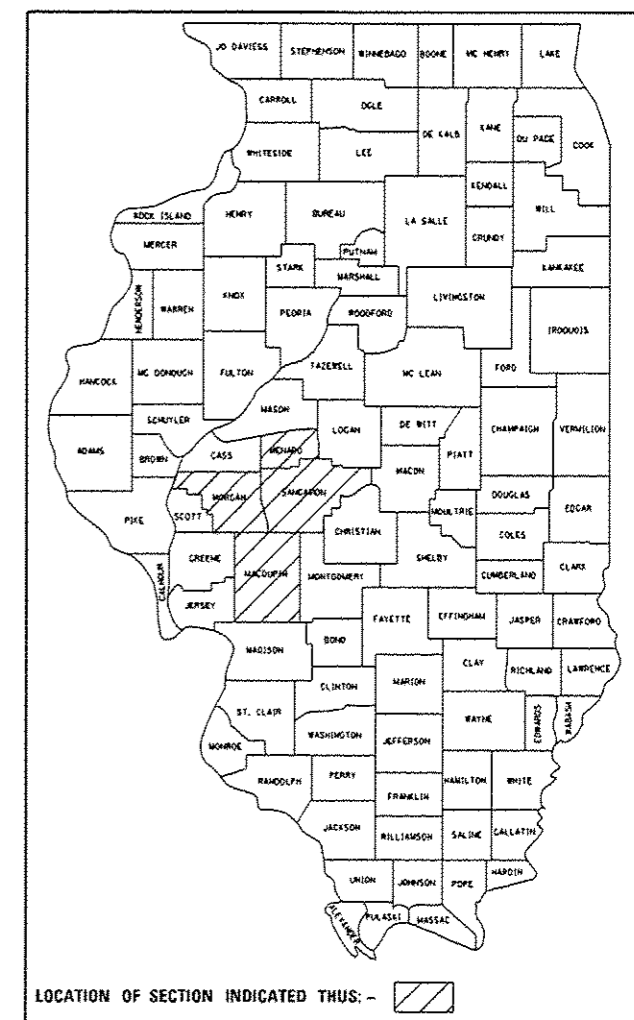 JO DAVIESS STEPHENSON WINNEBAGO BOONE MC HENRY LAKE
CARROLL OGLE DE KALB KANE DU PAGE COOK
WHITESIDE LEE KENDALL WILL
ROCK ISLAND HENRY BUREAU LA SALLE GRUNDY
MERCER PUTNAM KANKAKEE
STARK MARSHALL
HENDERSON WARREN KNOX PEORIA WOODFORD LIVINGSTON IROQUOIS
HANCOCK MC DONOUGH FULTON TAZEWELL MC LEAN FORD
SCHUYLER MASON LOGAN DE WITT CHAMPAIGN VERMILION
ADAMS BROWN CASS MENARD PIATT
MORGAN SANGAMON MACON DOUGLAS
PIKE SCOTT CHRISTIAN MOULTRIE COLES EDGAR
CALHOUN GREENE MACOUPIN MONTGOMERY SHELBY CUMBERLAND CLARK
JERSEY FAYETTE EFFINGHAM JASPER CRAWFORD
MADISON BOND CLAY RICHLAND LAWRENCE
CLINTON MARION
ST. CLAIR WAYNE EDWARDS WABASH
WASHINGTON JEFFERSON
MONROE
RANDOLPH PERRY HAMILTON WHITE
FRANKLIN
JACKSON WILLIAMSON SALINE GALLATIN
UNION JOHNSON POPE HARDIN
ALEXANDER PULASKI MASSAC
LOCATION OF SECTION INDICATED THUS: -